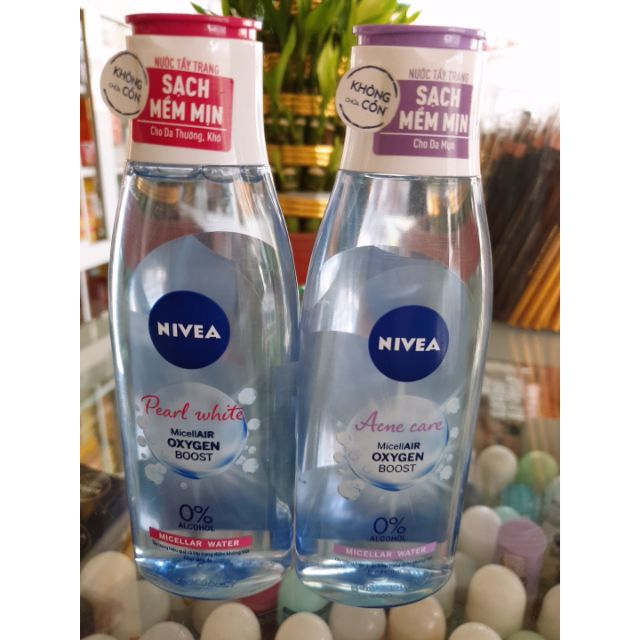 NƯỚC TẨY TRANG
SẠCH
MỀM MỊN
Cho Da Thường, Khô
KHÔNG
CHỨA
CỒN
NIVEA
Pearl white
MicellAIR
OXYGEN
BOOST
0%
ALCOHOL
MICELLAR WATER
NƯỚC TẨY TRANG
SẠCH
MỀM MỊN
Cho Da Mụn
KHÔNG
CHỨA
CỒN
NIVEA
Acne care
MicellAIR
OXYGEN
BOOST
0%
ALCOHOL
MICELLAR WATER